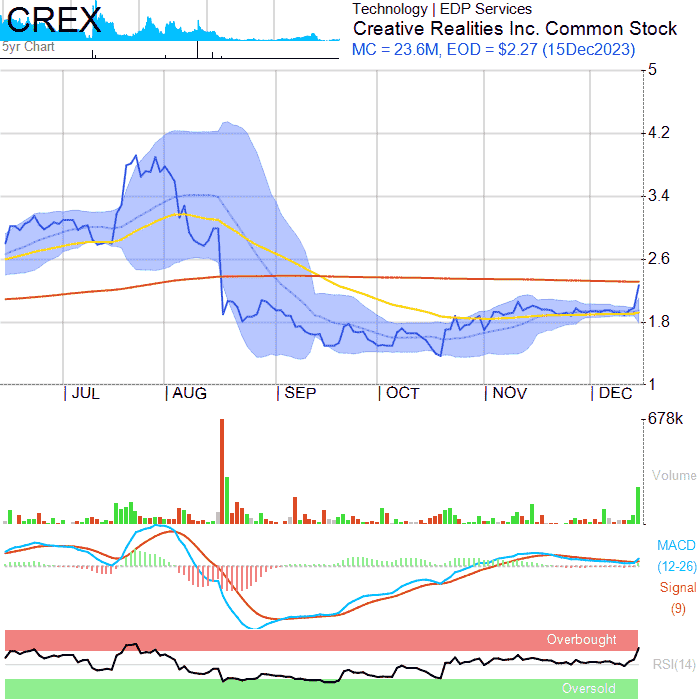 CREX
5yr Chart
Technology | EDP Services
Creative Realities Inc. Common Stock
MC = 23.6M, EOD = $2.27 (15Dec2023)
5
4.2
3.4
2.6
1.8
1
JUL AUG SEP OCT NOV DEC
678k
Volume
MACD
(12-26)
Signal
(9)
Overbought
RSI(14)
Oversold